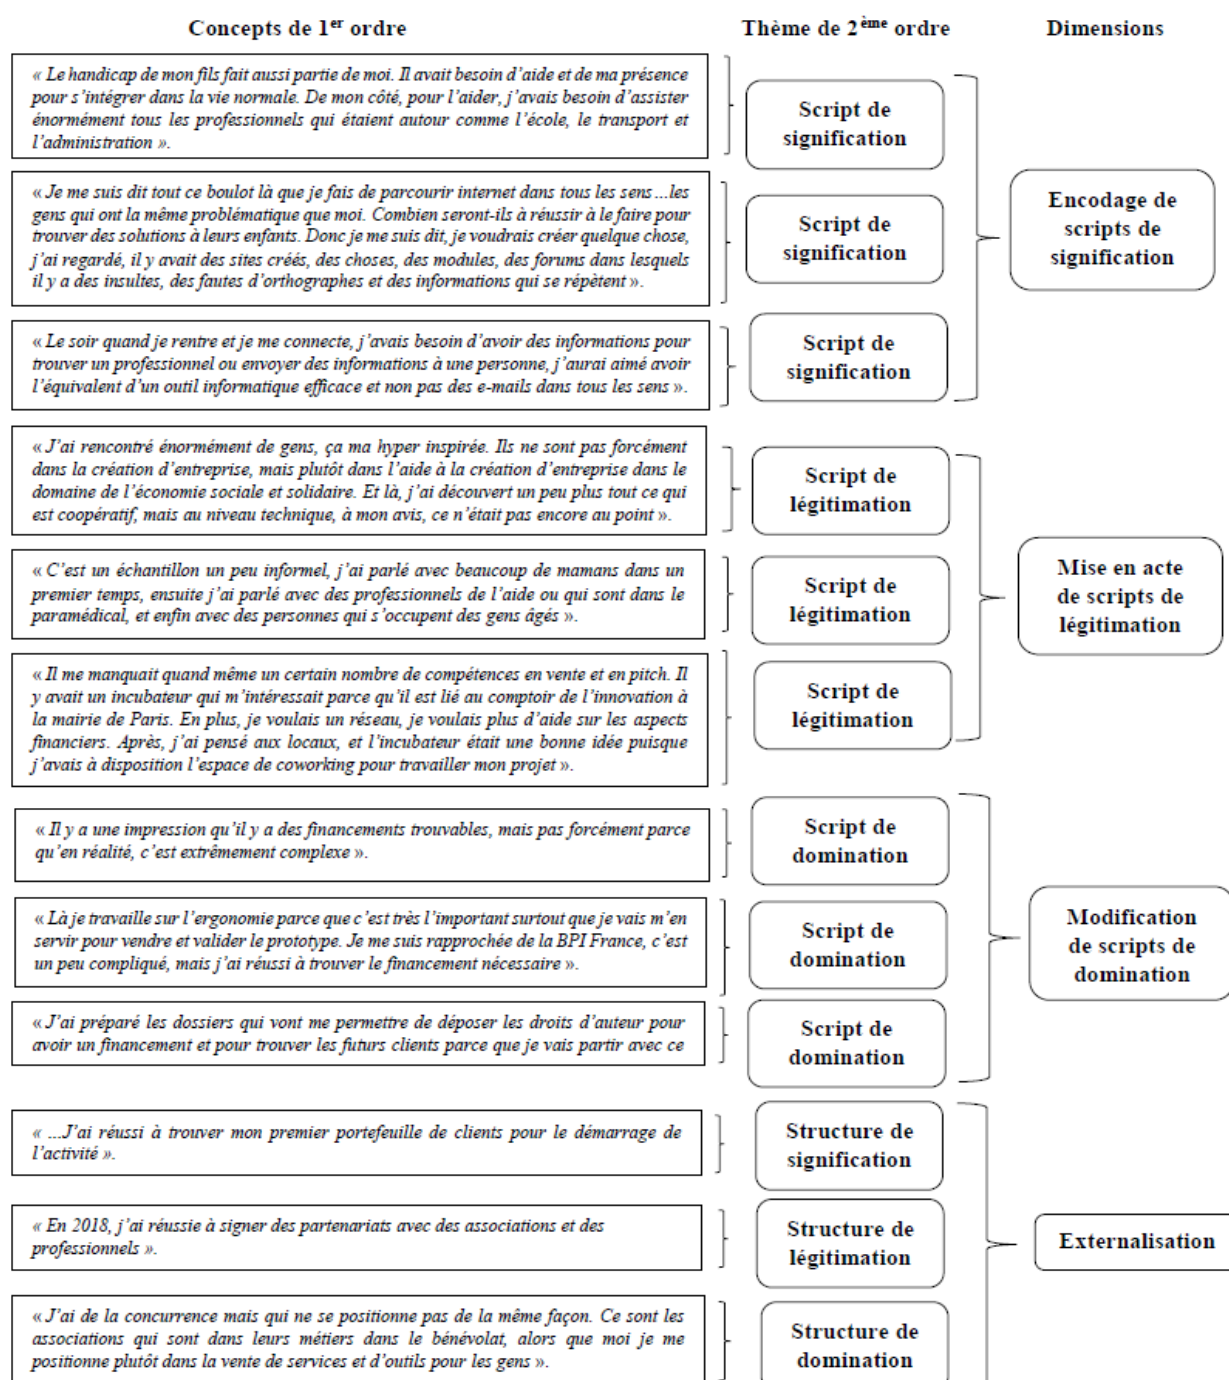 Concepts de 1er ordre
Thème de 2ème ordre
Dimensions
« Le handicap de mon fils fait aussi partie de moi. Il avait besoin d'aide et de ma présence
pour s'intégrer dans la vie normale. De mon côté, pour l'aider, j'avais besoin d'assister
énormément tous les professionnels qui étaient autour comme l'école, le transport et
l'administration ».
Script de
signification
« Je me suis dit tout ce boulot là que je fais de parcourir internet dans tous les sens…les
gens qui ont la même problématique que moi. Combien seront-ils à réussir à le faire pour
trouver des solutions à leurs enfants. Donc je me suis dit, je voudrais créer quelque chose,
j'ai regardé, il y avait des sites créés, des choses, des modules, des forums dans lesquels
il y a des insultes, des fautes d'orthographes et des informations qui se répètent ».
Script de
signification
Encodage de
scripts de
signification
« Le soir quand je rentre et je me connecte, j'avais besoin d'avoir des informations pour
trouver un professionnel ou envoyer des informations à une personne, j'aurai aimé avoir
l'équivalent d'un outil informatique efficace et non pas des e-mails dans tous les sens ».
Script de
signification
« J'ai rencontré énormément de gens, ça ma hyper inspirée. Ils ne sont pas forcément
dans la création d'entreprise, mais plutôt dans l'aide à la création d'entreprise dans le
domaine de l'économie sociale et solidaire. Et là, j'ai découvert un peu plus tout ce qui
est coopératif, mais au niveau technique, à mon avis, ce n'était pas encore au point ».
Script de
légitimation
« C'est un échantillon un peu informel, j'ai parlé avec beaucoup de mamans dans un
premier temps, ensuite j'ai parlé avec des professionnels de l'aide ou qui sont dans le
paramédical, et enfin avec des personnes qui s'occupent des gens âgés ».
Script de
légitimation
Mise en acte
de scripts de
légitimation
« Il me manquait quand même un certain nombre de compétences en vente et en pitch. Il
y avait un incubateur qui m'intéressait parce qu'il est lié au comptoir de l'innovation à
la mairie de Paris. En plus, je voulais un réseau, je voulais plus d'aide sur les aspects
financiers. Après, j'ai pensé aux locaux, et l'incubateur était une bonne idée puisque
j'avais à disposition l'espace de coworking pour travailler mon projet ».
Script de
légitimation
« Il y a une impression qu'il y a des financements trouvables, mais pas forcément parce
qu'en réalité, c'est extrêmement complexe ».
Script de
domination
« Là je travaille sur l'ergonomie parce que c'est très l'important surtout que je vais m'en
servir pour vendre et valider le prototype. Je me suis rapprochée de la BPI France, c'est
un peu compliqué, mais j'ai réussi à trouver le financement nécessaire ».
Script de
domination
Modification
de scripts de
domination
« J'ai préparé les dossiers qui vont me permettre de déposer les droits d'auteur pour
avoir un financement et pour trouver les futurs clients parce que je vais partir avec ce
Script de
domination
« …J'ai réussi à trouver mon premier portefeuille de clients pour le démarrage de
l'activité ».
Structure de
signification
« En 2018, j'ai réussie à signer des partenariats avec des associations et des
professionnels ».
Structure de
légitimation
Externalisation
« J'ai de la concurrence mais qui ne se positionne pas de la même façon. Ce sont les
associations qui sont dans leurs métiers dans le bénévolat, alors que moi je me
positionne plutôt dans la vente de services et d'outils pour les gens ».
Structure de
domination